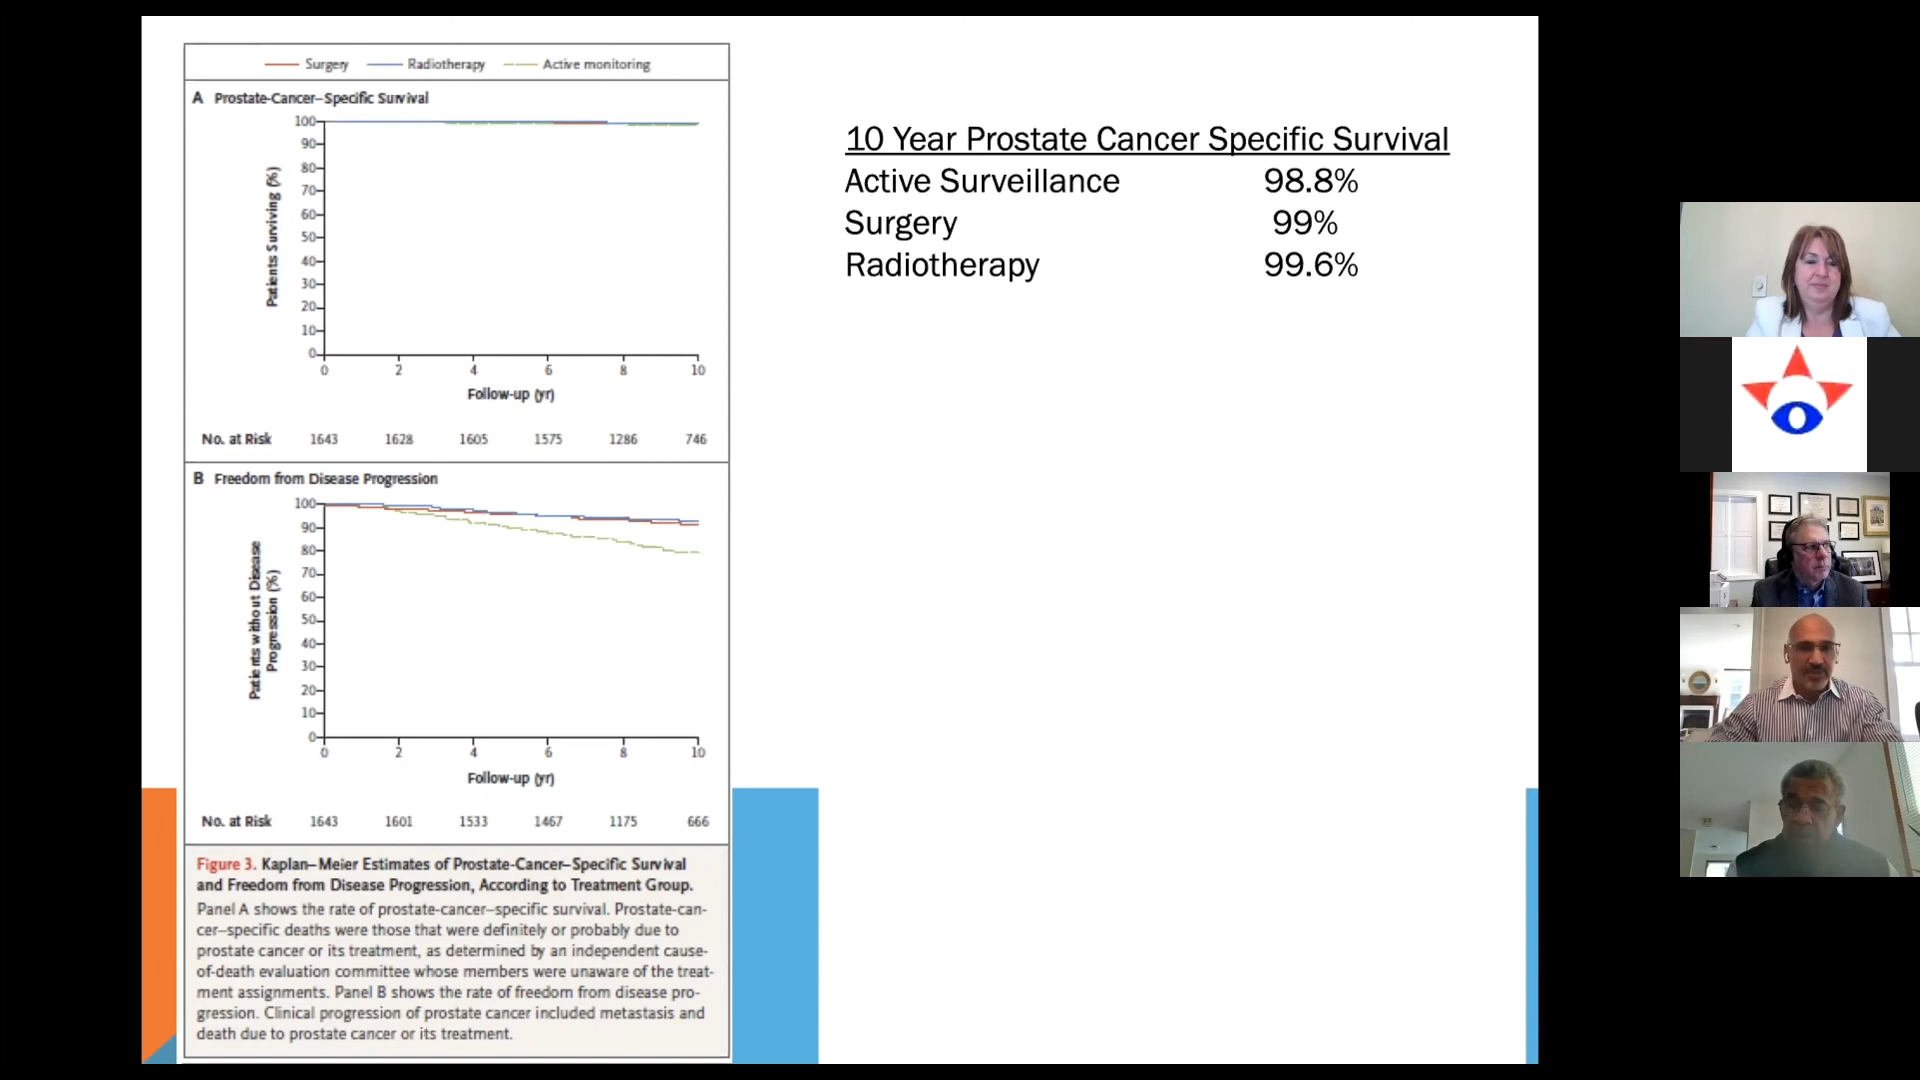 Surgery Radiotherapy Active monitoring
A Prostate-Cancer–Specific Survival
Patients Surviving (%)
100
90
80
70
60
50
40
30
20
10
0
0 2 4 6 8 10
Follow-up (yr)
No. at Risk 1643 1628 1605 1575 1286 746
B Freedom from Disease Progression
Patients without Disease
Progression (%)
100
90
80
70
60
50
40
30
20
10
0
0 2 4 6 8 10
Follow-up (yr)
No. at Risk 1643 1601 1533 1467 1175 666
Figure 3. Kaplan–Meier Estimates of Prostate-Cancer–Specific Survival
and Freedom from Disease Progression, According to Treatment Group.
Panel A shows the rate of prostate-cancer–specific survival. Prostate-can-
cer–specific deaths were those that were definitely or probably due to
prostate cancer or its treatment, as determined by an independent cause-
of-death evaluation committee whose members were unaware of the treat-
ment assignments. Panel B shows the rate of freedom from disease pro-
gression. Clinical progression of prostate cancer included metastasis and
death due to prostate cancer or its treatment.
10 Year Prostate Cancer Specific Survival
Active Surveillance 98.8%
Surgery 99%
Radiotherapy 99.6%